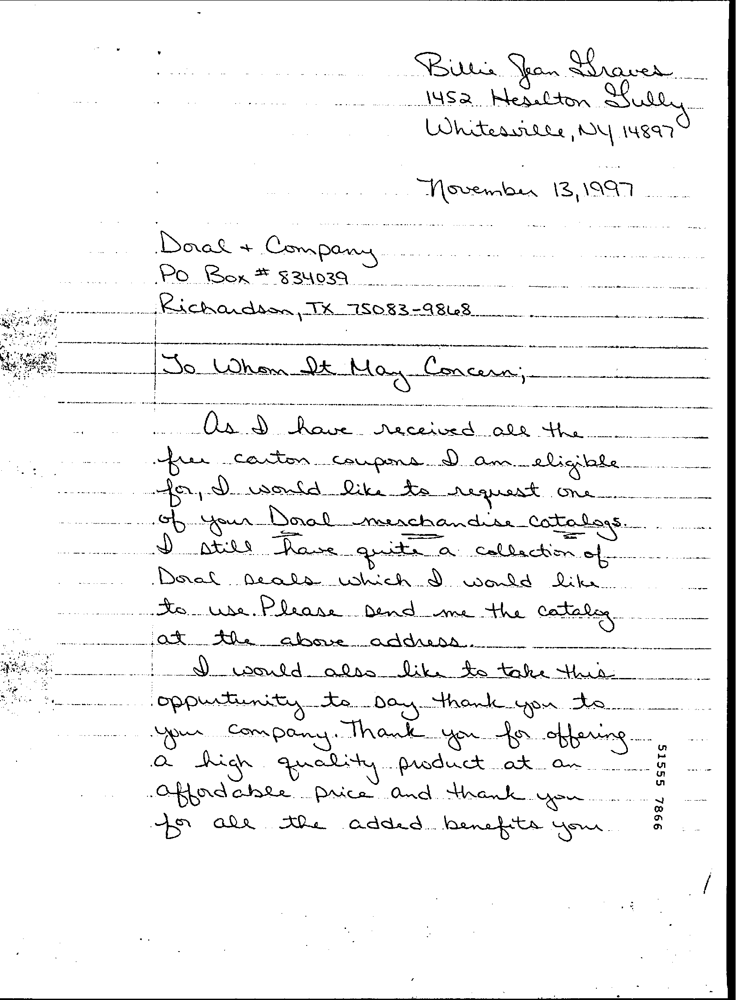 Billie Jean Graves
1452 Heselton Gully
Whitesville, NY 14897
November 13, 1997
Doral + Company
PO Box # 834039
Richardson, TX 75083-9868
To Whom It May Concern;
As I have received all the
free carton coupons I am eligible
for, I would like to request one
of your Doral merchandise catalogs.
I still have quite a collection of
Doral seals which I would like
to use. Please send me the catalog
at the above address.
I would also like to take this
oppurtunity to say thank you to
your company. Thank you for offering
a high quality product at an
affordable price and thank you
for all the added benefits your
51555 7866
1